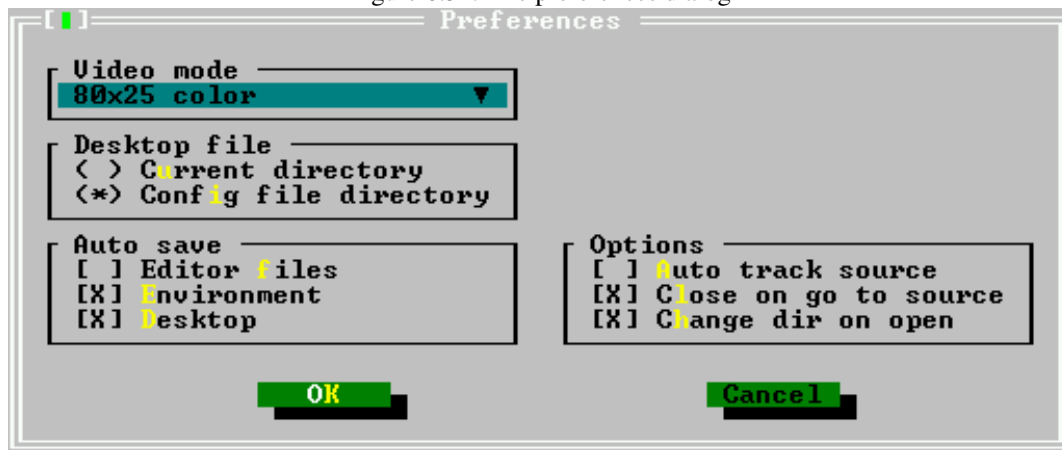 Preferences
Video mode
80x25 color ▼
Desktop file
( ) Current directory
(*) Config file directory
Auto save
[ ] Editor files
[X] Environment
[X] Desktop
Options
[ ] Auto track source
[X] Close on go to source
[X] Change dir on open
OK
Cancel